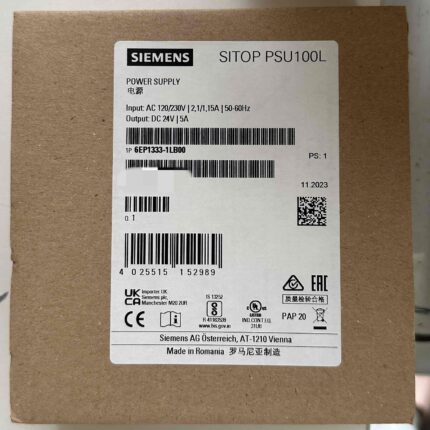 SIEMENS
SITOP PSU100L
POWER SUPPLY
电源
Input: AC 120/230V | 2,1/1,15A | 50-60Hz
Output: DC 24V | 5A
1P 6EP1333-1LB00
PS: 1
11.2023
Q 1
4 025515 152989
UK
CA
Importer UK
Siemens plc,
Manchester M20 2UR
IS 13252
www.bis.gov.in
UL
LISTED
IND.CONT.EQ.
31UB
EAC
质量检验合格
PAP 20
CE
Siemens AG Österreich, AT-1210 Vienna
Made in Romania 罗马尼亚制造